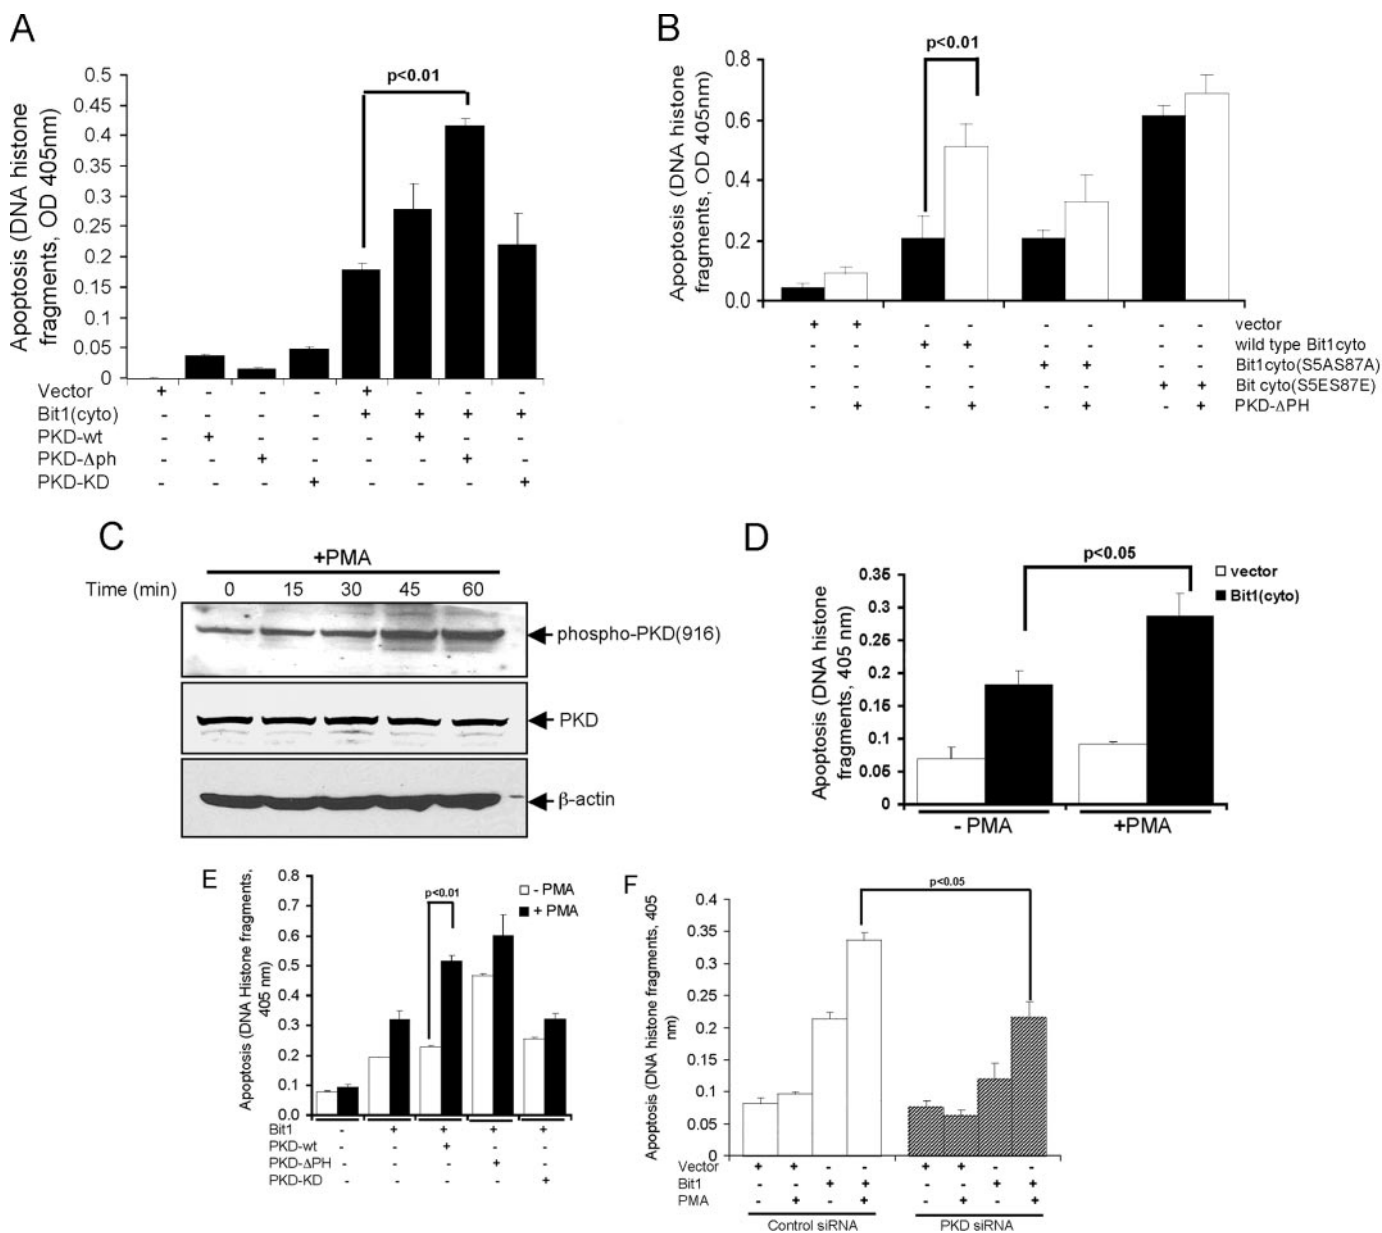 A
p<0.01
0.5
0.45
0.4
0.35
0.3
0.25
0.2
0.15
0.1
0.05
0
Apoptosis (DNA histone
fragments, OD 405nm)
Vector + - - - + - - -
Bit1(cyto) - - - - + + + +
PKD-wt - + - - - + - -
PKD-Δph - - + - - - + -
PKD-KD - - - + - - - +
B
p<0.01
0.8
0.6
0.4
0.2
0.0
Apoptosis (DNA histone
fragments, OD 405nm)
+ + - - - - - - vector
- - + + - - - - wild type Bit1cyto
- - - - + + - - Bit1cyto(S5AS87A)
- - - - - - + + Bit cyto(S5ES87E)
- + - + - + - + PKD-ΔPH
C
+PMA
Time (min) 0 15 30 45 60
phospho-PKD(916)
PKD
β-actin
D
p<0.05
vector
Bit1(cyto)
0.35
0.3
0.25
0.2
0.15
0.1
0.05
0
Apoptosis (DNA histone
fragments, 405 nm)
- PMA +PMA
E
p<0.01
- PMA
+ PMA
0.8
0.7
0.6
0.5
0.4
0.3
0.2
0.1
0.0
Apoptosis (DNA Histone fragments,
405 nm)
Bit1 - + + + +
PKD-wt - - + - -
PKD-ΔPH - - - + -
PKD-KD - - - - +
F
p<0.05
0.4
0.35
0.3
0.25
0.2
0.15
0.1
0.05
0
Apoptosis (DNA histone fragments, 405
nm)
Vector + + - - + + - -
Bit1 - - + + - - + +
PMA - + - + - + - +
Control siRNA PKD siRNA